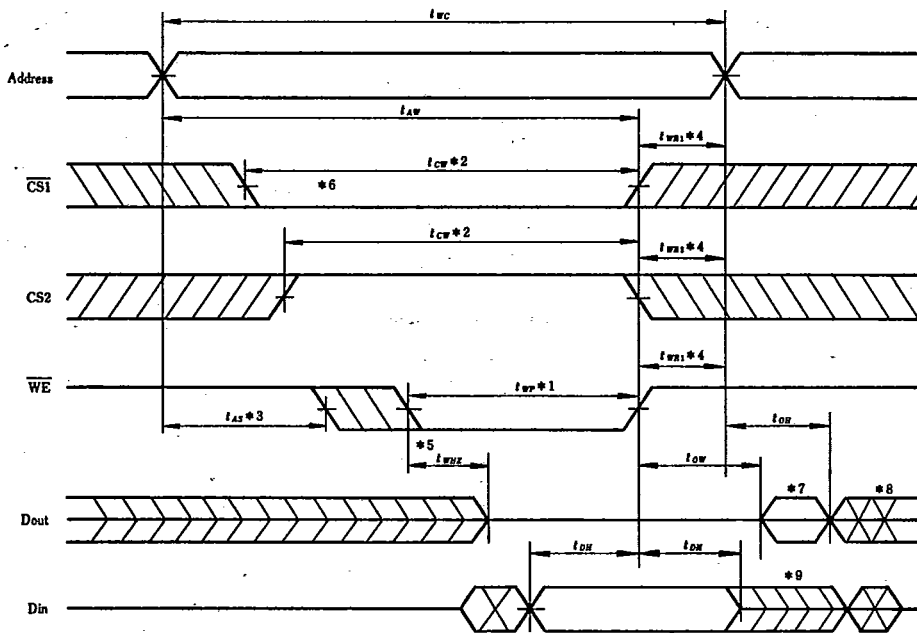 tWC
Address
tAW
tWR1*4
tCW*2
CS1
*6
tCW*2
tWR1*4
CS2
tWR1*4
WE
tWP*1
tAS*3
tOH
*5
tWHZ
tOW
*7
*8
Dout
tDH
tDH
*9
Din